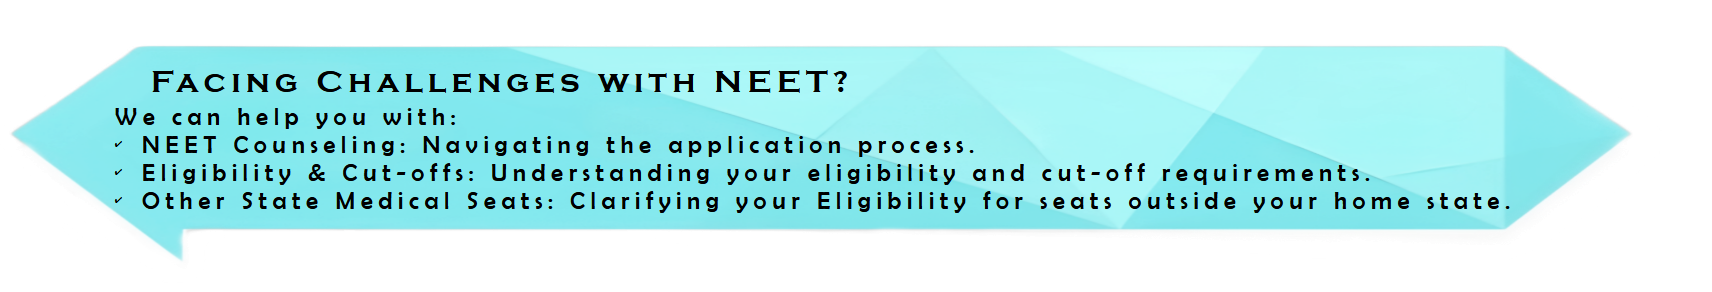 Facing Challenges with NEET?
We can help you with:
✓ NEET Counseling: Navigating the application process.
✓ Eligibility & Cut-offs: Understanding your eligibility and cut-off requirements.
✓ Other State Medical Seats: Clarifying your Eligibility for seats outside your home state.